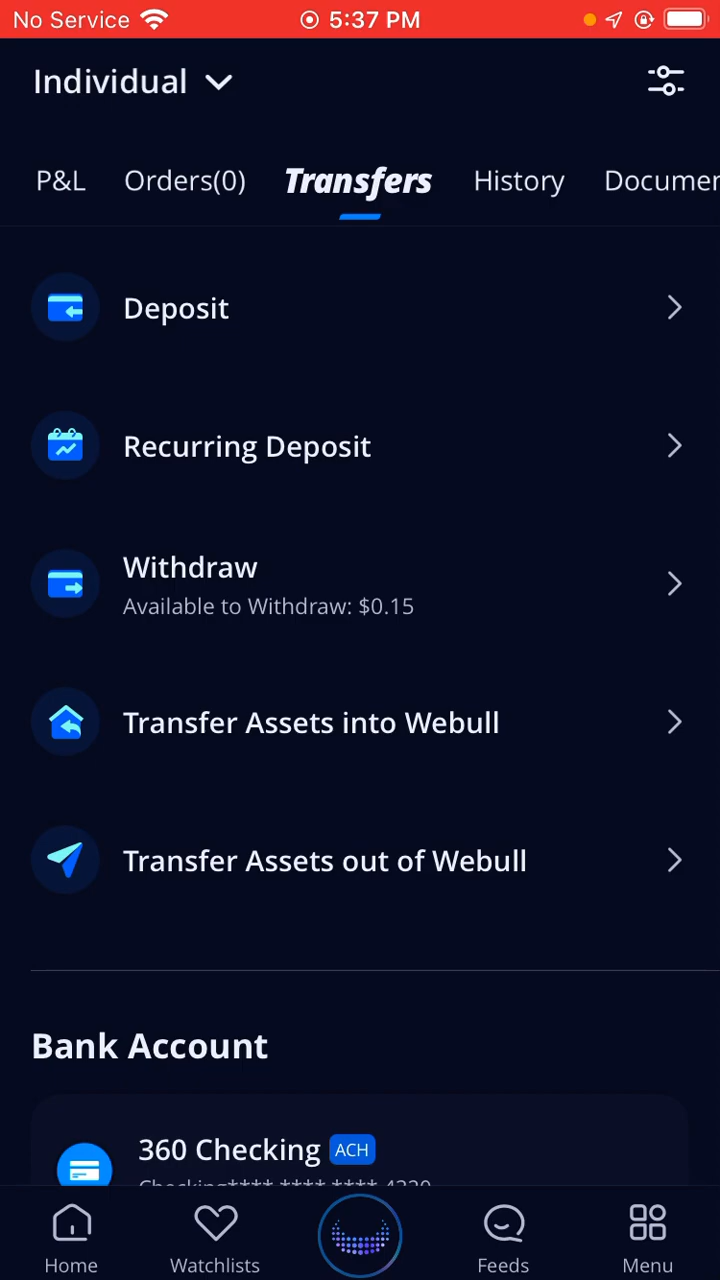 No Service 5:37 PM
Individual
P&L Orders(0) Transfers History Documen
Deposit
Recurring Deposit
Withdraw
Available to Withdraw: $0.15
Transfer Assets into Webull
Transfer Assets out of Webull
Bank Account
360 Checking ACH
Home Watchlists Feeds Menu